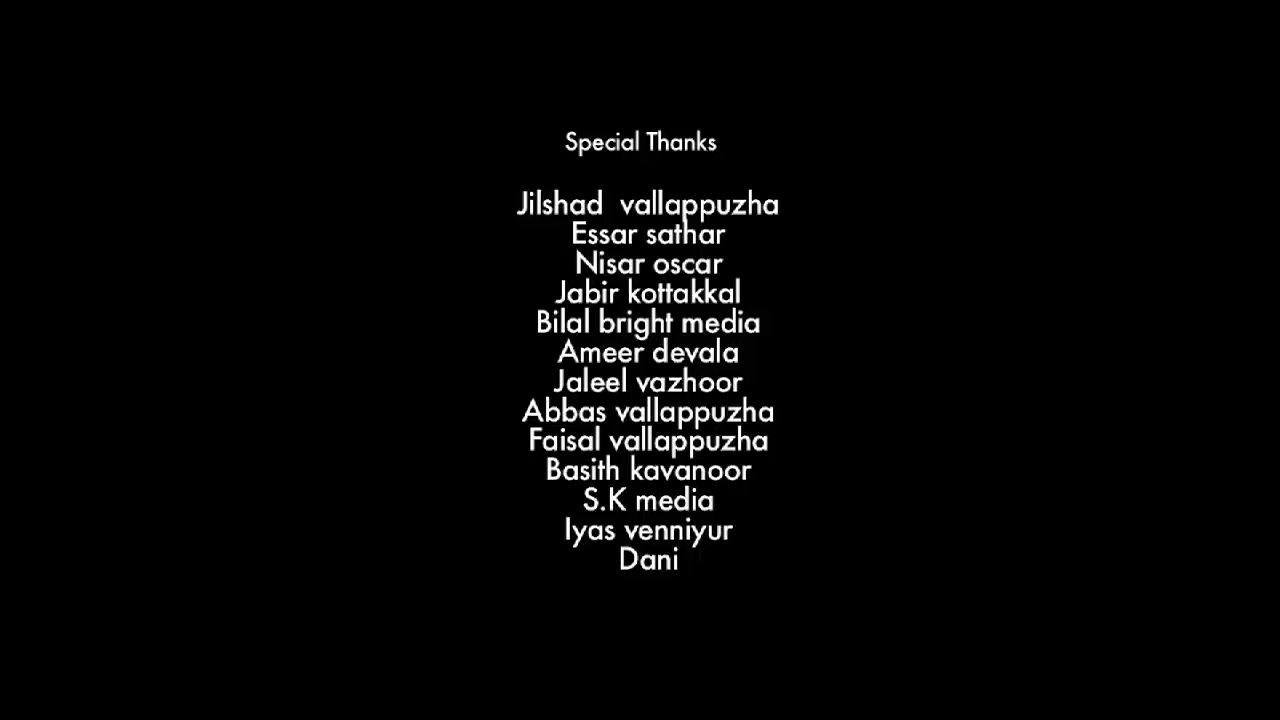 Special Thanks
Jilshad  vallappuzha
Essar sathar
Nisar oscar
Jabir kottakkal
Bilal bright media
Ameer devala
Jaleel vazhoor
Abbas vallappuzha
Faisal vallappuzha
Basith kavanoor
S.K media
Iyas venniyur
Dani